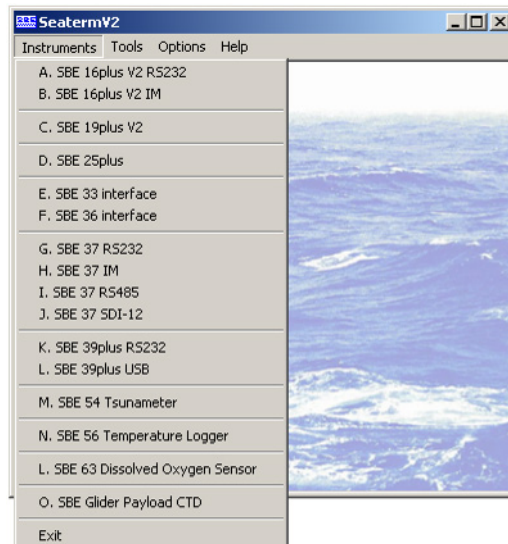 SBE SeatermV2
Instruments Tools Options Help
A. SBE 16plus V2 RS232
B. SBE 16plus V2 IM
C. SBE 19plus V2
D. SBE 25plus
E. SBE 33 interface
F. SBE 36 interface
G. SBE 37 RS232
H. SBE 37 IM
I. SBE 37 RS485
J. SBE 37 SDI-12
K. SBE 39plus RS232
L. SBE 39plus USB
M. SBE 54 Tsunameter
N. SBE 56 Temperature Logger
L. SBE 63 Dissolved Oxygen Sensor
O. SBE Glider Payload CTD
Exit